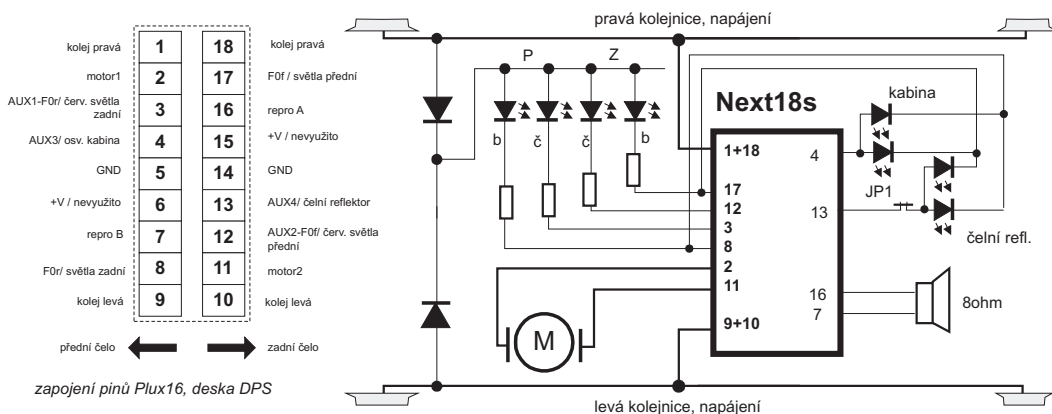 kolej pravá 1 18 kolej pravá
motor1 2 17 F0f / světla přední
AUX1-F0r/ červ. světla
zadní 3 16 repro A
AUX3/ osv. kabina 4 15 +V / nevyužito
GND 5 14 GND
+V / nevyužito 6 13 AUX4/ čelní reflektor
repro B 7 12 AUX2-F0f/ červ. světla
přední
F0r/ světla zadní 8 11 motor2
kolej levá 9 10 kolej levá
přední čelo zadní čelo
zapojení pinů Plux16, deska DPS
pravá kolejnice, napájení
P Z
b č č b
Next18s
kabina
1+18
4
17
JP1
12
13
3
8
čelní refl.
2
11
16
8ohm
7
9+10
M
levá kolejnice, napájení